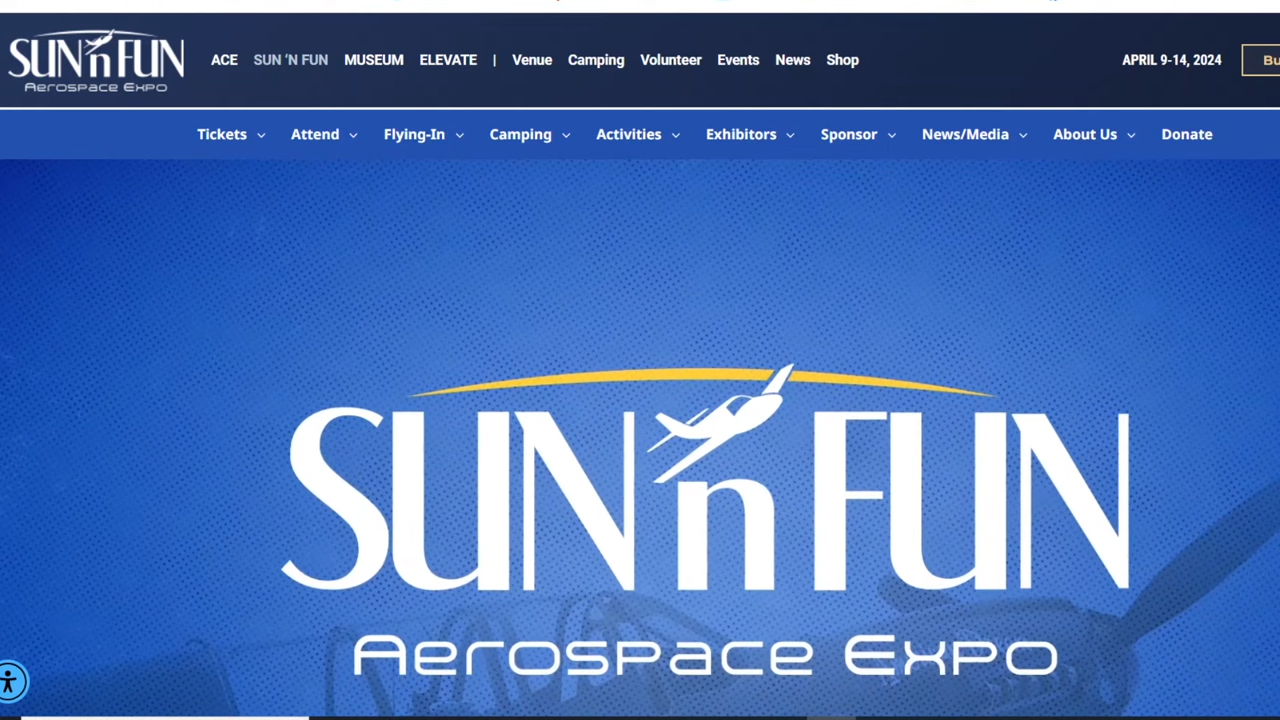 SUN 'n FUN
Aerospace Expo
ACE SUN 'N FUN MUSEUM ELEVATE | Venue Camping Volunteer Events News Shop
APRIL 9-14, 2024
Bu
Tickets Attend Flying-In Camping Activities Exhibitors Sponsor News/Media About Us Donate
SUN 'n FUN
Aerospace Expo